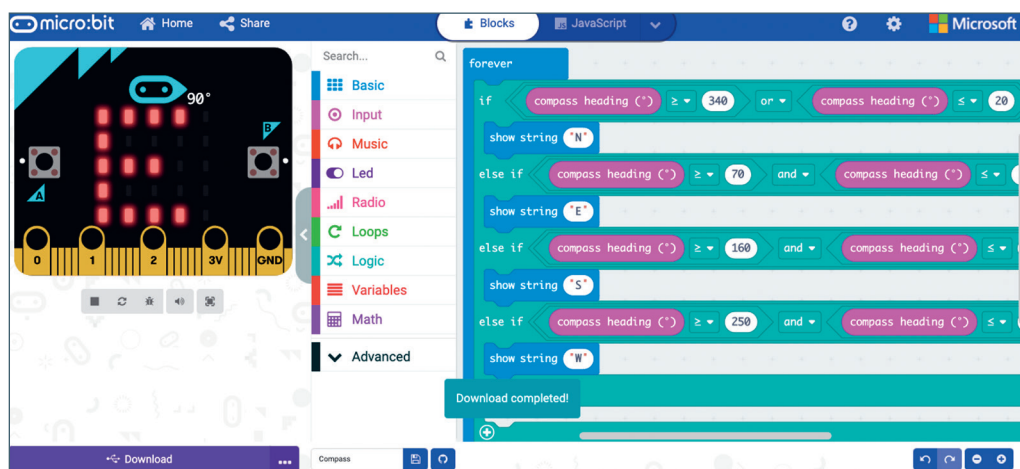 micro:bit Home Share Blocks JavaScript Microsoft
Search...
Basic
Input
Music
Led
Radio
Loops
Logic
Variables
Math
Advanced
90°
B
A
0 1 2 3V GND
forever
if compass heading (°) ≥ 340 or compass heading (°) ≤ 20
show string "N"
else if compass heading (°) ≥ 70 and compass heading (°) ≤
show string "E"
else if compass heading (°) ≥ 160 and compass heading (°) ≤
show string "S"
else if compass heading (°) ≥ 250 and compass heading (°) ≤
show string "W"
Download completed!
Download ... Compass